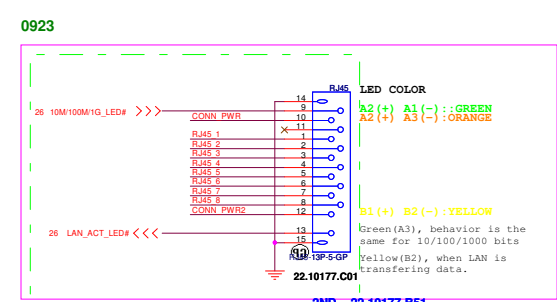 0923
RJ45
LED COLOR
14
26 10M/100M/1G_LED#
9
A2(+) A1(-)::GREEN
CONN_PWR
10
A2(+) A3(-):ORANGE
11
RJ45_1
1
RJ45_2
2
RJ45_3
3
RJ45_4
4
RJ45_5
5
RJ45_6
6
RJ45_7
7
RJ45_8
8
CONN_PWR2
12
B1(+) B2(-):YELLOW
26 LAN_ACT_LED#
13
15
Green(A3), behavior is the
same for 10/100/1000 bits
RJ45-13P-5-GP
Yellow(B2), when LAN is
transfering data.
22.10177.C01
2ND